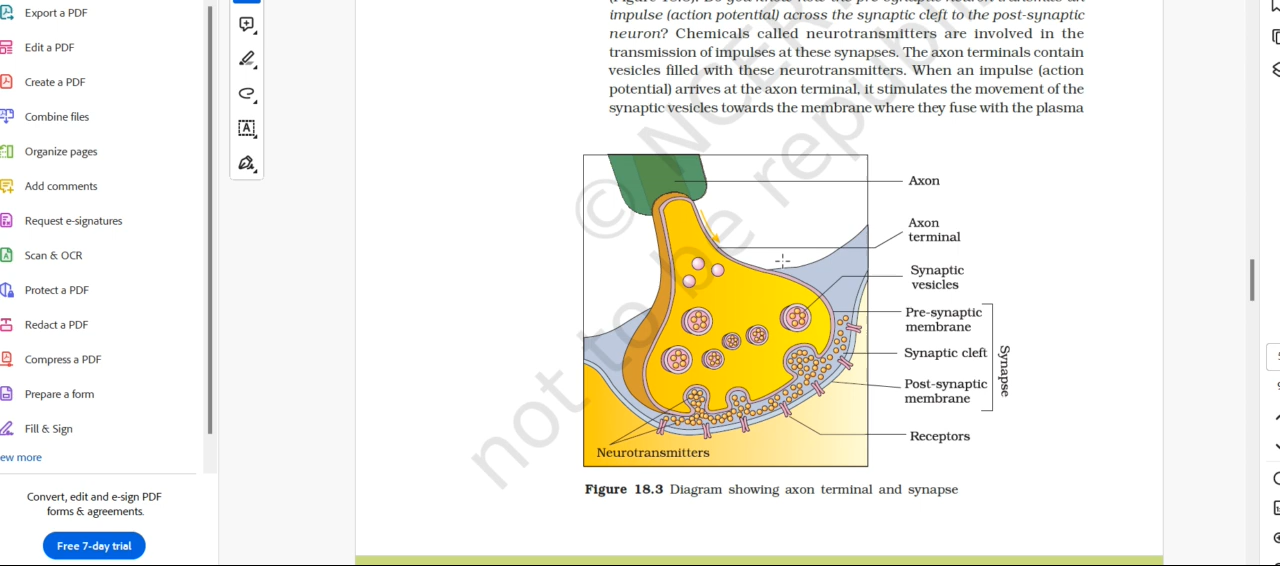 Export a PDF
Edit a PDF
Create a PDF
Combine files
Organize pages
Add comments
Request e-signatures
Scan & OCR
Protect a PDF
Redact a PDF
Compress a PDF
Prepare a form
Fill & Sign
ew more
Convert, edit and e-sign PDF
forms & agreements.
Free 7-day trial
impulse (action potential) across the synaptic cleft to the post-synaptic
neuron? Chemicals called neurotransmitters are involved in the
transmission of impulses at these synapses. The axon terminals contain
vesicles filled with these neurotransmitters. When an impulse (action
potential) arrives at the axon terminal, it stimulates the movement of the
synaptic vesicles towards the membrane where they fuse with the plasma
Axon
Axon
terminal
Synaptic
vesicles
Pre-synaptic
membrane
Synaptic cleft
Post-synaptic
membrane
Synapse
Receptors
Neurotransmitters
Figure 18.3 Diagram showing axon terminal and synapse
© NCER
not to be republi